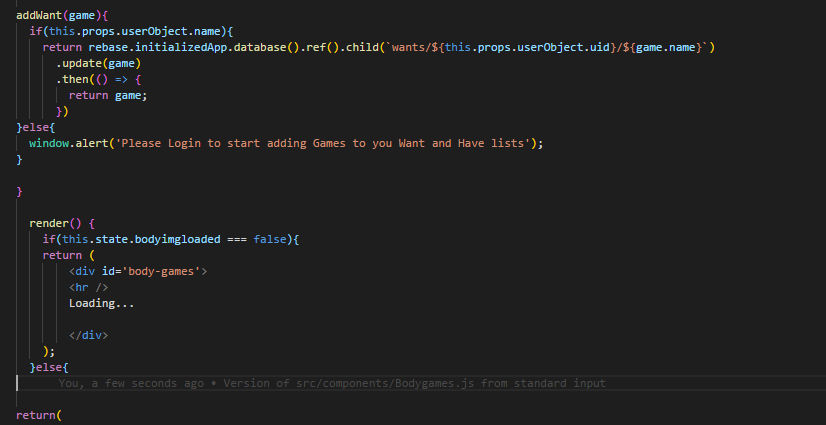 addWant(game){
if(this.props.userObject.name){
return rebase.initializedApp.database().ref().child(`wants/${this.props.userObject.uid}/${game.name}`)
.update(game)
.then(() => {
return game;
})
}else{
window.alert('Please Login to start adding Games to you Want and Have lists');
}
}
render() {
if(this.state.bodyimgloaded === false){
return (
<div id='body-games'>
<hr />
Loading...
</div>
);
}else{
You, a few seconds ago • Version of src/components/Bodygames.js from standard input
return(